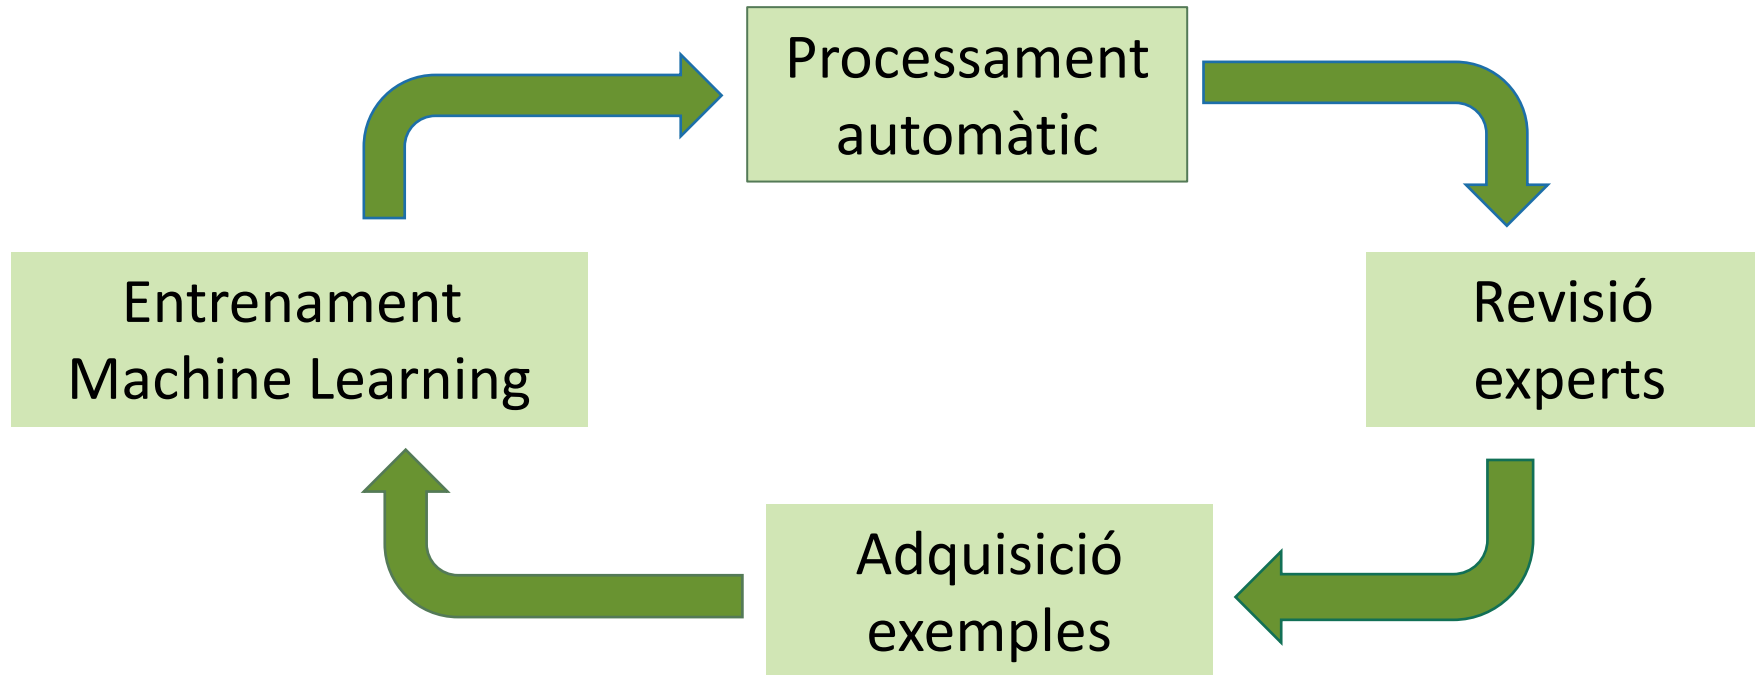 Processament
automàtic
Entrenament
Machine Learning
Revisió
experts
Adquisició
exemples